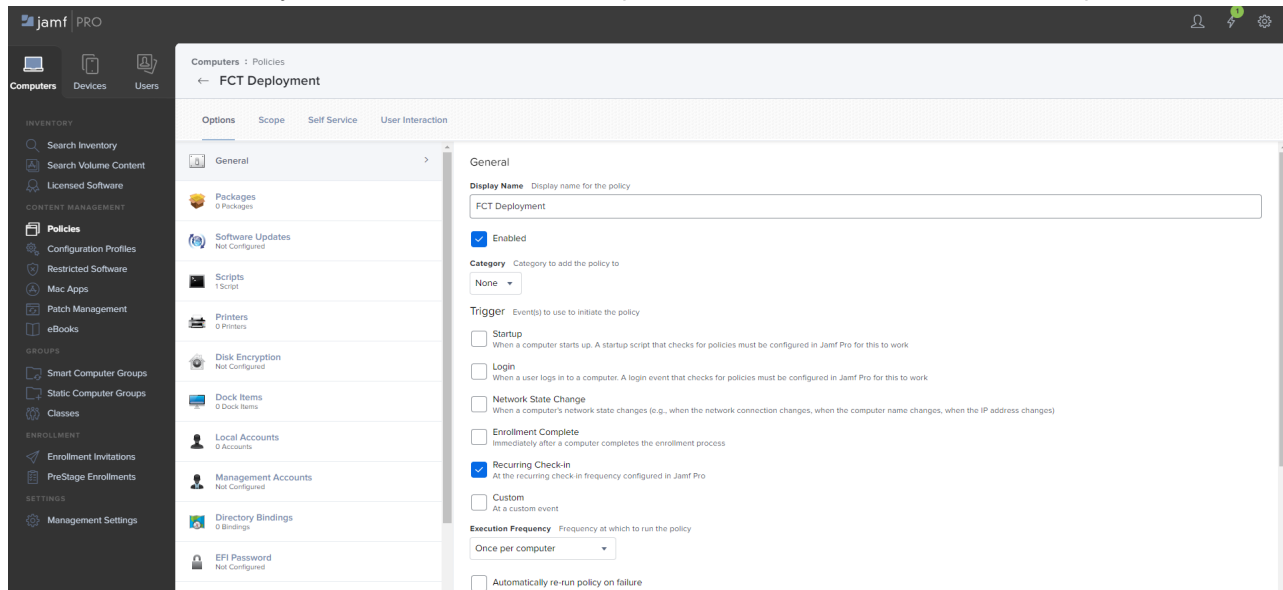 jamf PRO
1
Computers
Devices
Users
INVENTORY
Search Inventory
Search Volume Content
Licensed Software
CONTENT MANAGEMENT
Policies
Configuration Profiles
Restricted Software
Mac Apps
Patch Management
eBooks
GROUPS
Smart Computer Groups
Static Computer Groups
Classes
ENROLLMENT
Enrollment Invitations
PreStage Enrollments
SETTINGS
Management Settings
Computers : Policies
← FCT Deployment
Options
Scope
Self Service
User Interaction
General
Packages
0 Packages
Software Updates
Not Configured
Scripts
1 Script
Printers
0 Printers
Disk Encryption
Not Configured
Dock Items
0 Dock Items
Local Accounts
0 Accounts
Management Accounts
Not Configured
Directory Bindings
0 Bindings
EFI Password
Not Configured
General
Display Name Display name for the policy
FCT Deployment
Enabled
Category Category to add the policy to
None
Trigger Event(s) to use to initiate the policy
Startup
When a computer starts up. A startup script that checks for policies must be configured in Jamf Pro for this to work
Login
When a user logs in to a computer. A login event that checks for policies must be configured in Jamf Pro for this to work
Network State Change
When a computer's network state changes (e.g., when the network connection changes, when the computer name changes, when the IP address changes)
Enrollment Complete
Immediately after a computer completes the enrollment process
Recurring Check-in
At the recurring check-in frequency configured in Jamf Pro
Custom
At a custom event
Execution Frequency Frequency at which to run the policy
Once per computer
Automatically re-run policy on failure